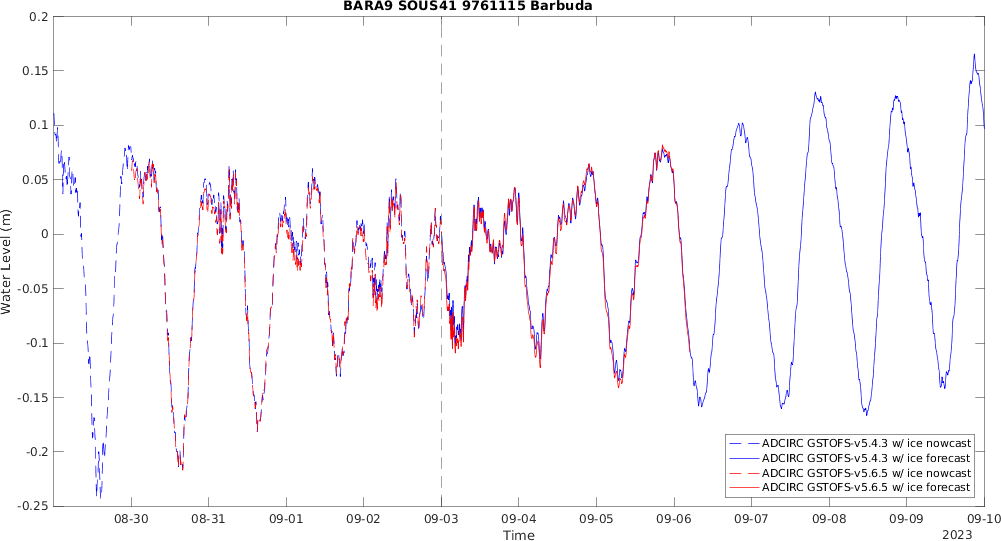 BARA9 SOUS41 9761115 Barbuda
0.2
0.15
0.1
0.05
0
-0.05
-0.1
-0.15
-0.2
-0.25
Water Level (m)
ADCIRC GSTOFS-v5.4.3 w/ ice nowcast
ADCIRC GSTOFS-v5.4.3 w/ ice forecast
ADCIRC GSTOFS-v5.6.5 w/ ice nowcast
ADCIRC GSTOFS-v5.6.5 w/ ice forecast
08-30 08-31 09-01 09-02 09-03 09-04 09-05 09-06 09-07 09-08 09-09 09-10
Time
2023